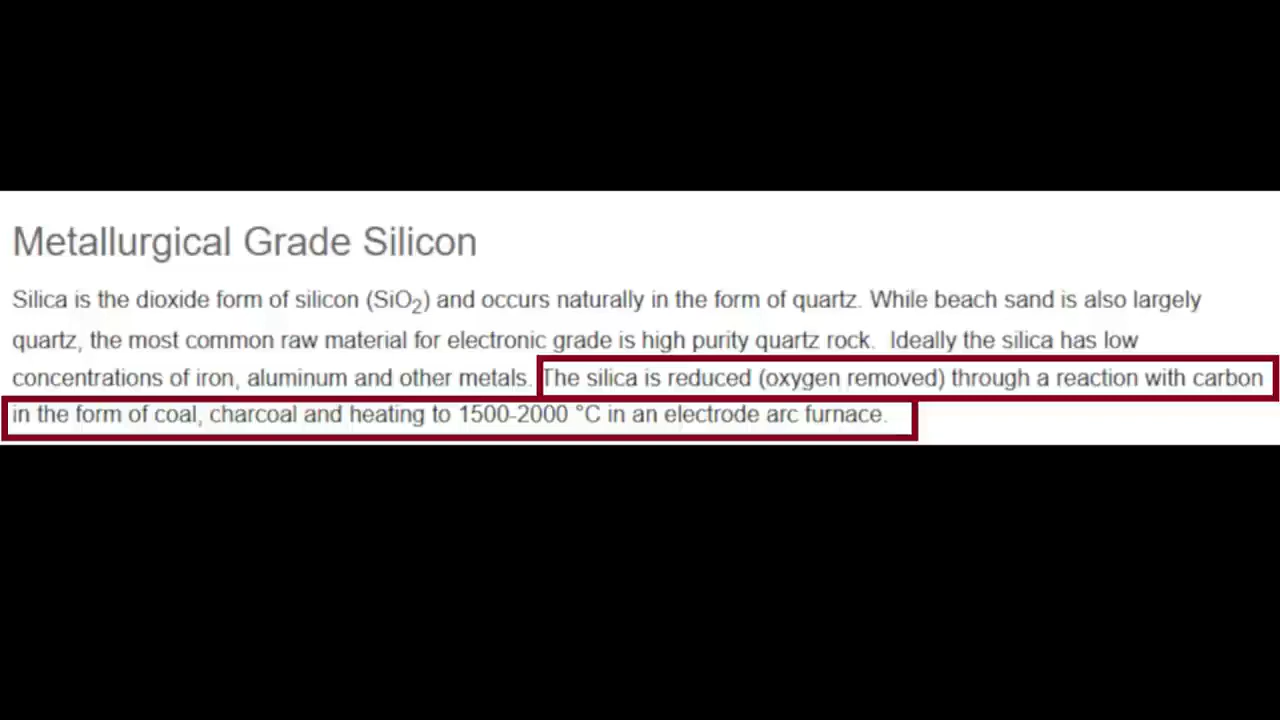 Metallurgical Grade Silicon
Silica is the dioxide form of silicon (SiO₂) and occurs naturally in the form of quartz. While beach sand is also largely
quartz, the most common raw material for electronic grade is high purity quartz rock.  Ideally the silica has low
concentrations of iron, aluminum and other metals. The silica is reduced (oxygen removed) through a reaction with carbon
in the form of coal, charcoal and heating to 1500-2000 °C in an electrode arc furnace.